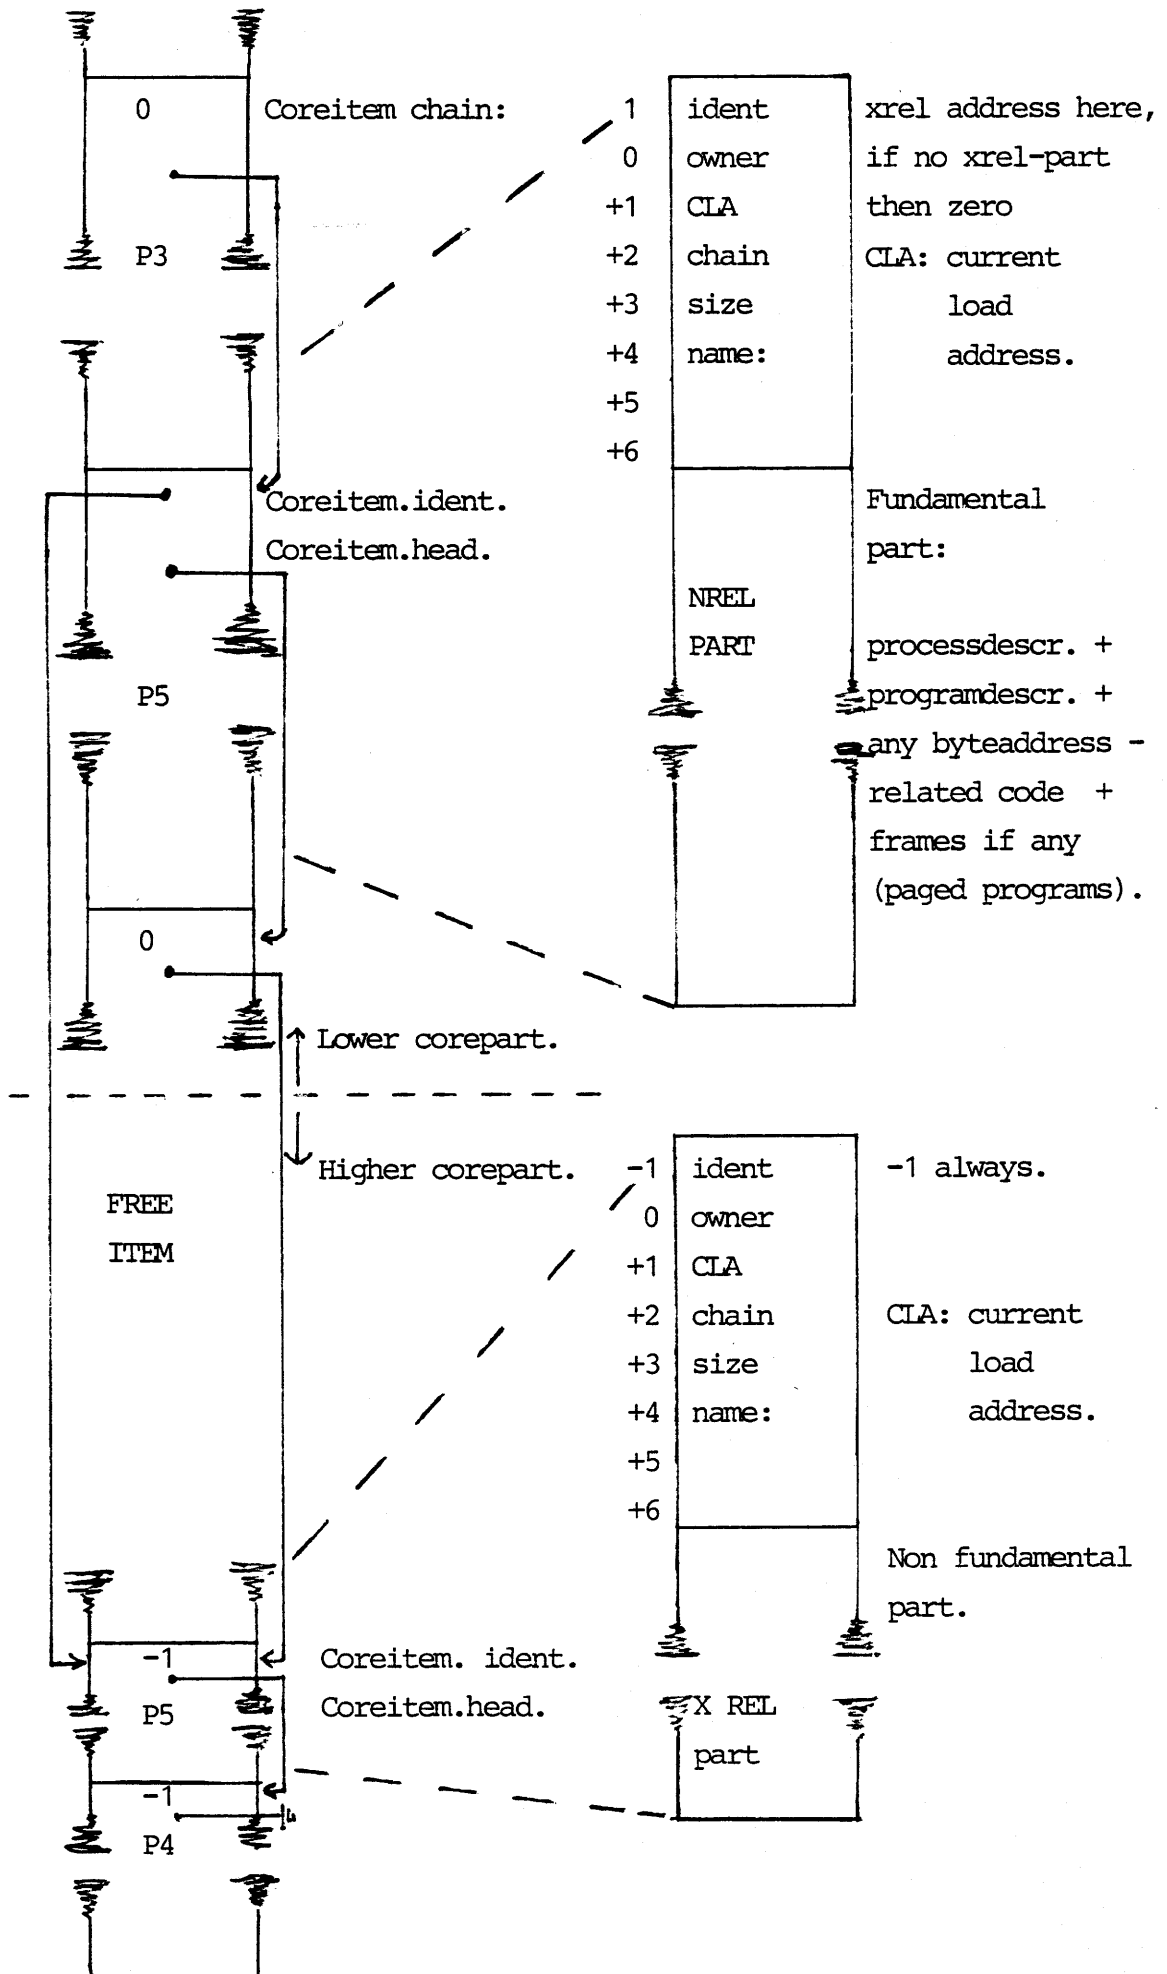 0
Coreitem chain:
P3
Coreitem.ident.
Coreitem.head.
P5
0
Lower corepart.
Higher corepart.
FREE
ITEM
-1
Coreitem. ident.
P5
Coreitem.head.
-1
P4
1 ident xrel address here,
0 owner if no xrel-part
+1 CLA then zero
+2 chain CLA: current
+3 size load
+4 name: address.
+5
+6
Fundamental
part:
NREL
PART processdescr. +
programdescr. +
any byteaddress -
related code +
frames if any
(paged programs).
-1 ident -1 always.
0 owner
+1 CLA
+2 chain CLA: current
+3 size load
+4 name: address.
+5
+6
Non fundamental
part.
X REL
part